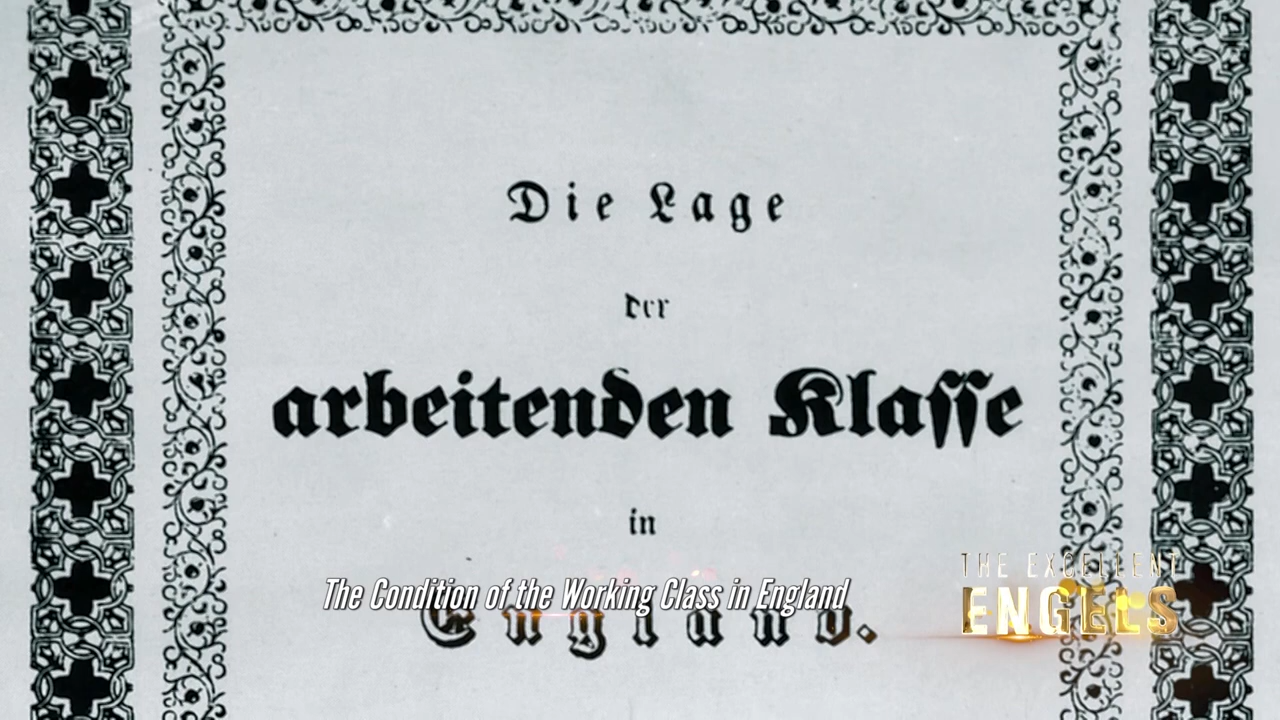 Die Lage
der
arbeitenden Klasse
in
The Condition of the Working Class in England
England.
THE EXCELLENT
ENGELS